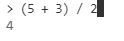 > (5 + 3) / 2
4